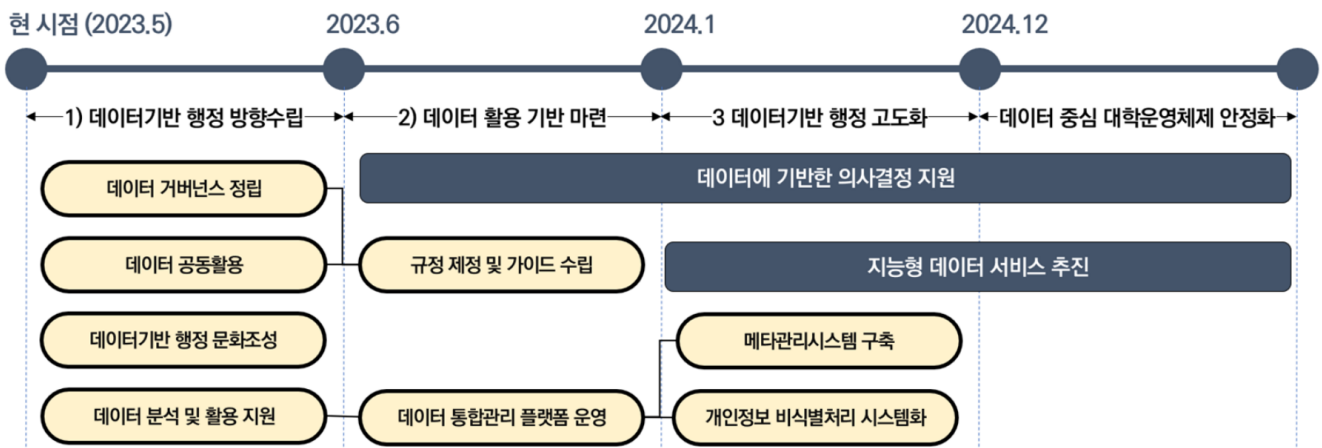 현 시점 (2023.5)
2023.6
2024.1
2024.12
1) 데이터기반 행정 방향수립
2) 데이터 활용 기반 마련
3 데이터기반 행정 고도화
데이터 중심 대학운영체제 안정화
데이터 거버넌스 정립
데이터에 기반한 의사결정 지원
데이터 공동활용
규정 제정 및 가이드 수립
지능형 데이터 서비스 추진
데이터기반 행정 문화조성
메타관리시스템 구축
데이터 분석 및 활용 지원
데이터 통합관리 플랫폼 운영
개인정보 비식별처리 시스템화